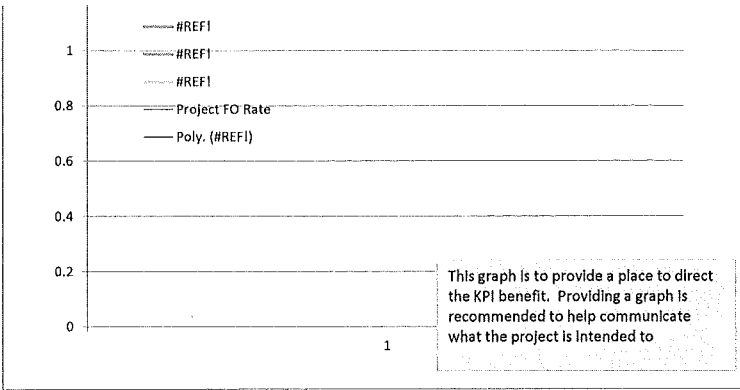 #REF!
1
#REF!
#REF!
0.8
Project FO Rate
Poly. (#REF!)
0.6
0.4
0.2
0
1
This graph is to provide a place to direct
the KPI benefit. Providing a graph is
recommended to help communicate
what the project is intended to